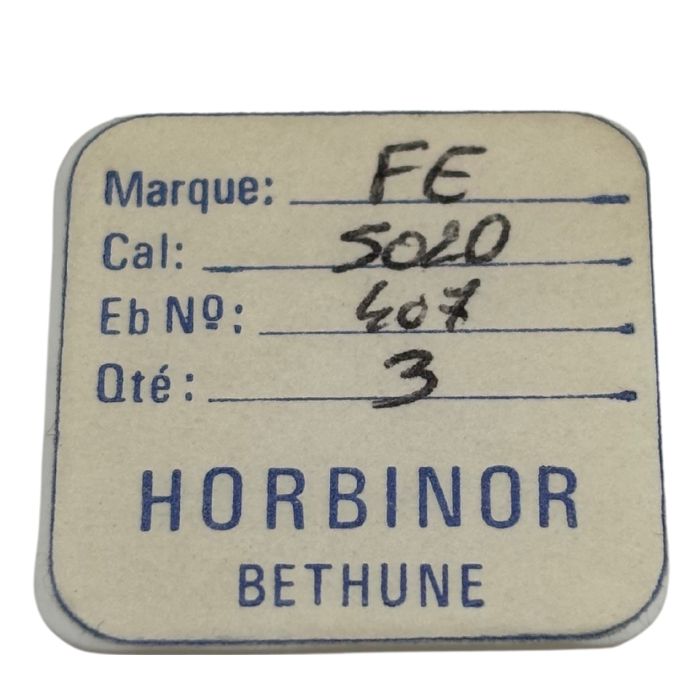 Marque: FE
Cal: 5020
Eb Nº: 407
Qté: 3
HORBINOR
BETHUNE